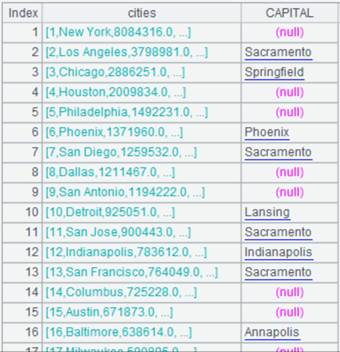 Index cities CAPITAL
1 [1,New York,8084316.0, ...] (null)
2 [2,Los Angeles,3798981.0, ...] Sacramento
3 [3,Chicago,2886251.0, ...] Springfield
4 [4,Houston,2009834.0, ...] (null)
5 [5,Philadelphia,1492231.0, ...] (null)
6 [6,Phoenix,1371960.0, ...] Phoenix
7 [7,San Diego,1259532.0, ...] Sacramento
8 [8,Dallas,1211467.0, ...] (null)
9 [9,San Antonio,1194222.0, ...] (null)
10 [10,Detroit,925051.0, ...] Lansing
11 [11,San Jose,900443.0, ...] Sacramento
12 [12,Indianapolis,783612.0, ...] Indianapolis
13 [13,San Francisco,764049.0, ...] Sacramento
14 [14,Columbus,725228.0, ...] (null)
15 [15,Austin,671873.0, ...] (null)
16 [16,Baltimore,638614.0, ...] Annapolis
17 [17,Milwaukee,590895.0, ...] (null)